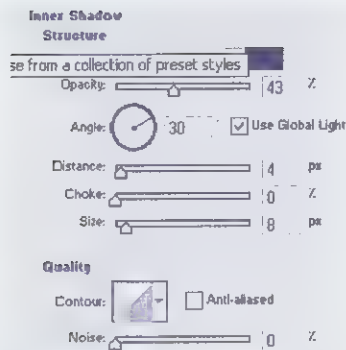 Inner Shadow
Structure
se from a collection of preset styles
Opacity: 43 %
Angle: 30 Use Global Light
Distance: 4 px
Choke: 0 %
Size: 8 px
Quality
Contour: Anti-aliased
Noise: 0 %